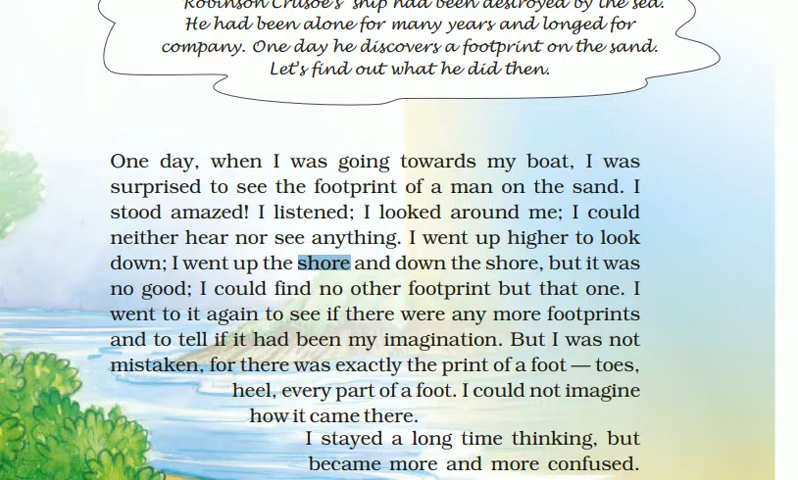 Robinson Crusoe's ship had been destroyed by the sea.
He had been alone for many years and longed for
company. One day he discovers a footprint on the sand.
Let's find out what he did then.
One day, when I was going towards my boat, I was
surprised to see the footprint of a man on the sand. I
stood amazed! I listened; I looked around me; I could
neither hear nor see anything. I went up higher to look
down; I went up the shore and down the shore, but it was
no good; I could find no other footprint but that one. I
went to it again to see if there were any more footprints
and to tell if it had been my imagination. But I was not
mistaken, for there was exactly the print of a foot — toes,
heel, every part of a foot. I could not imagine
how it came there.
I stayed a long time thinking, but
became more and more confused.